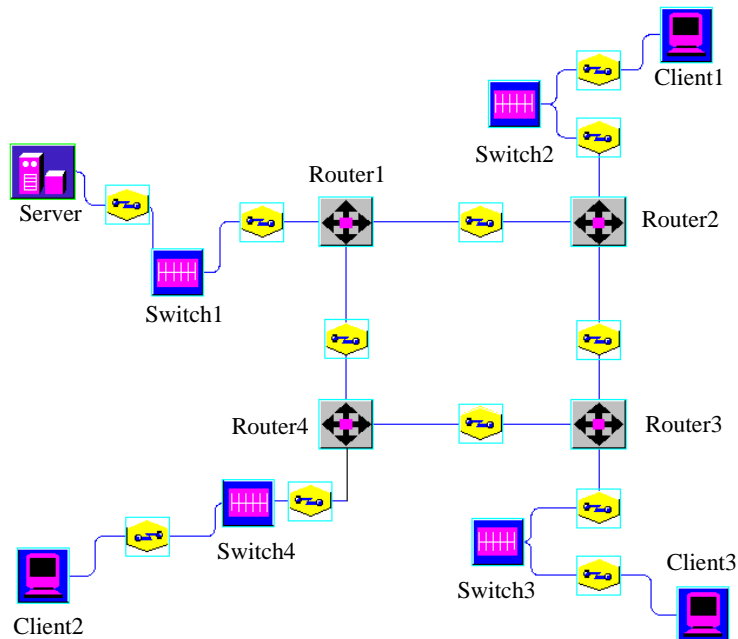 Client1
Switch2
Router1
Server
Router2
Switch1
Router4
Router3
Switch4
Client3
Switch3
Client2